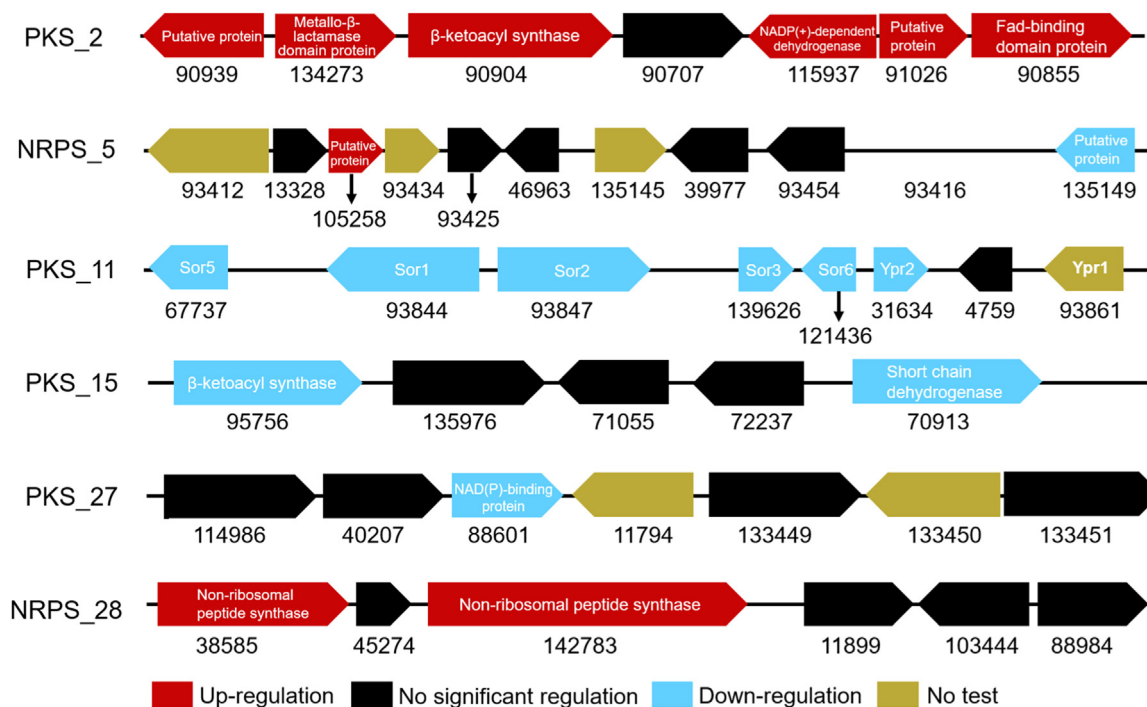 PKS_2
Putative protein
Metallo-β-
lactamase
domain protein
β-ketoacyl synthase
NADP(+)-dependent
dehydrogenase
Putative
protein
Fad-binding
domain protein
90939 134273 90904 90707 115937 91026 90855
NRPS_5
Putative
protein
Putative
protein
93412 13328 46963 135145 39977 93454 93416 135149
105258 93425
PKS_11
Sor5 Sor1 Sor2 Sor3 Sor6 Ypr2 Ypr1
67737 93844 93847 139626 31634 4759 93861
121436
PKS_15
β-ketoacyl synthase
Short chain
dehydrogenase
95756 135976 71055 72237 70913
PKS_27
NAD(P)-binding
protein
114986 40207 88601 11794 133449 133450 133451
NRPS_28
Non-ribosomal
peptide synthase
Non-ribosomal peptide synthase
38585 45274 142783 11899 103444 88984
Up-regulation No significant regulation Down-regulation No test